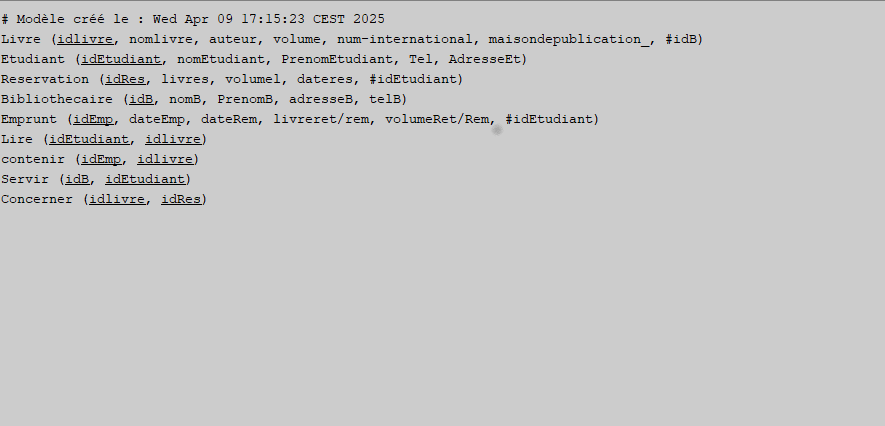 # Modèle créé le : Wed Apr 09 17:15:23 CEST 2025
Livre (idlivre, nomlivre, auteur, volume, num-international, maisondepublication_, #idB)
Etudiant (idEtudiant, nomEtudiant, PrenomEtudiant, Tel, AdresseEt)
Reservation (idRes, livres, volumel, dateres, #idEtudiant)
Bibliothecaire (idB, nomB, PrenomB, adresseB, telB)
Emprunt (idEmp, dateEmp, dateRem, livreret/rem, volumeRet/Rem, #idEtudiant)
Lire (idEtudiant, idlivre)
contenir (idEmp, idlivre)
Servir (idB, idEtudiant)
Concerner (idlivre, idRes)